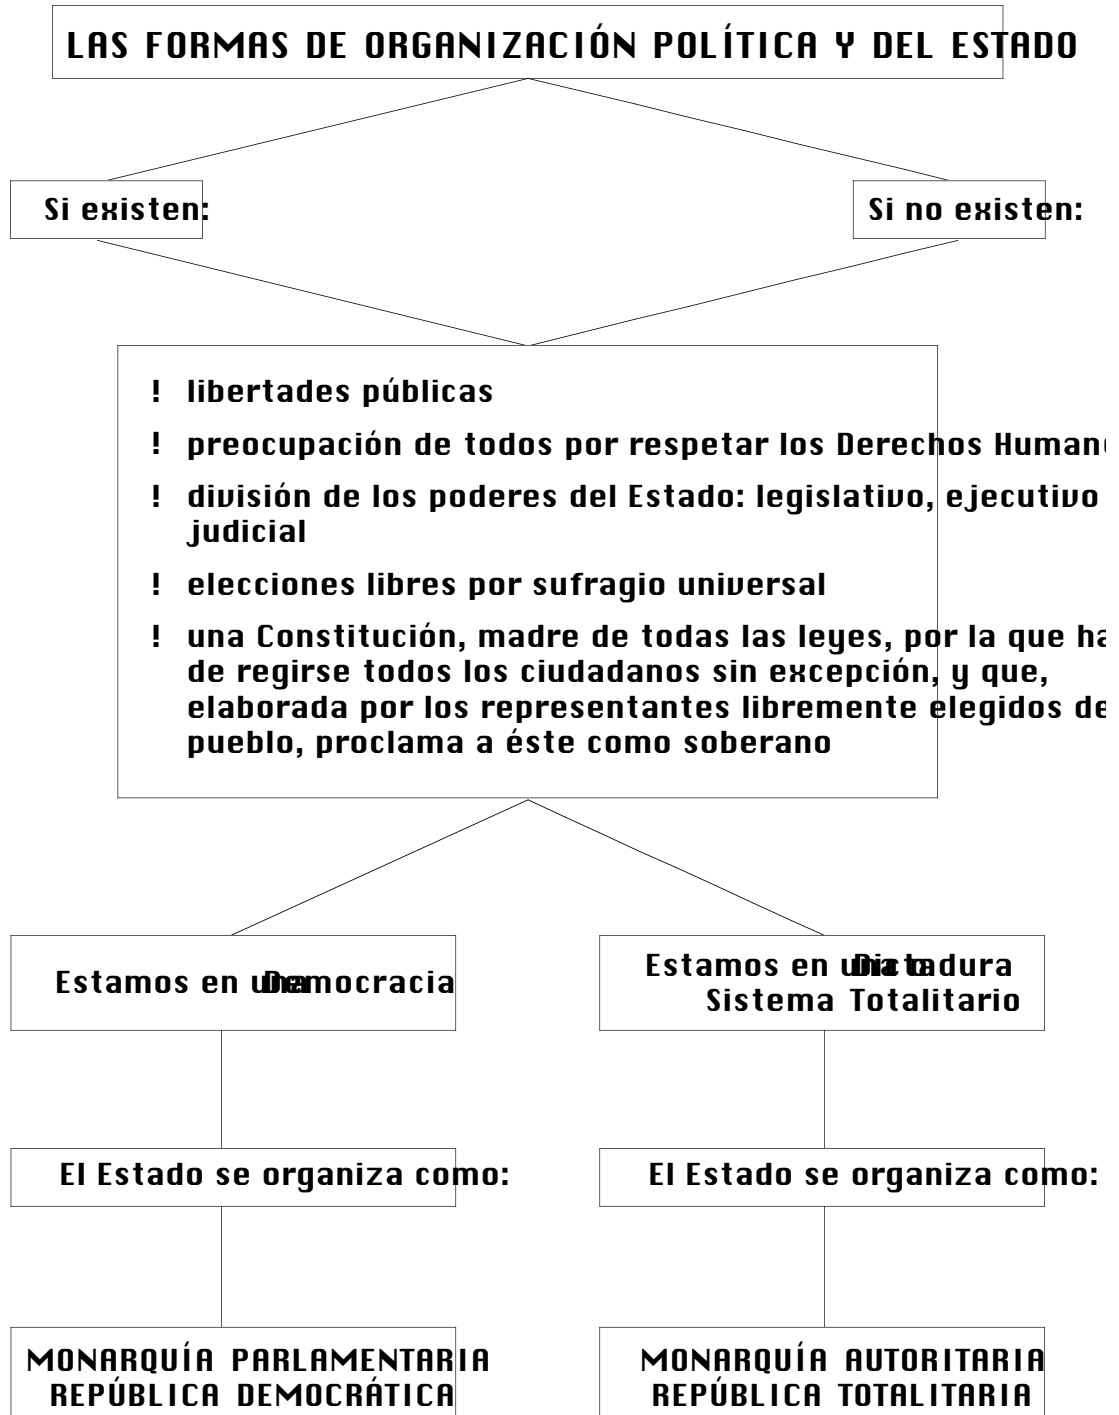 LAS FORMAS DE ORGANIZACIÓN POLÍTICA Y DEL ESTADO
Si existen:
Si no existen:
! libertades públicas
! preocupación de todos por respetar los Derechos Human
! división de los poderes del Estado: legislativo, ejecutivo
judicial
! elecciones libres por sufragio universal
! una Constitución, madre de todas las leyes, por la que ha
de regirse todos los ciudadanos sin excepción, y que,
elaborada por los representantes libremente elegidos de
pueblo, proclama a éste como soberano
Estamos en una Democracia
Estamos en una Dictadura o
Sistema Totalitario
El Estado se organiza como:
El Estado se organiza como:
MONARQUÍA PARLAMENTARIA
REPÚBLICA DEMOCRÁTICA
MONARQUÍA AUTORITARIA
REPÚBLICA TOTALITARIA